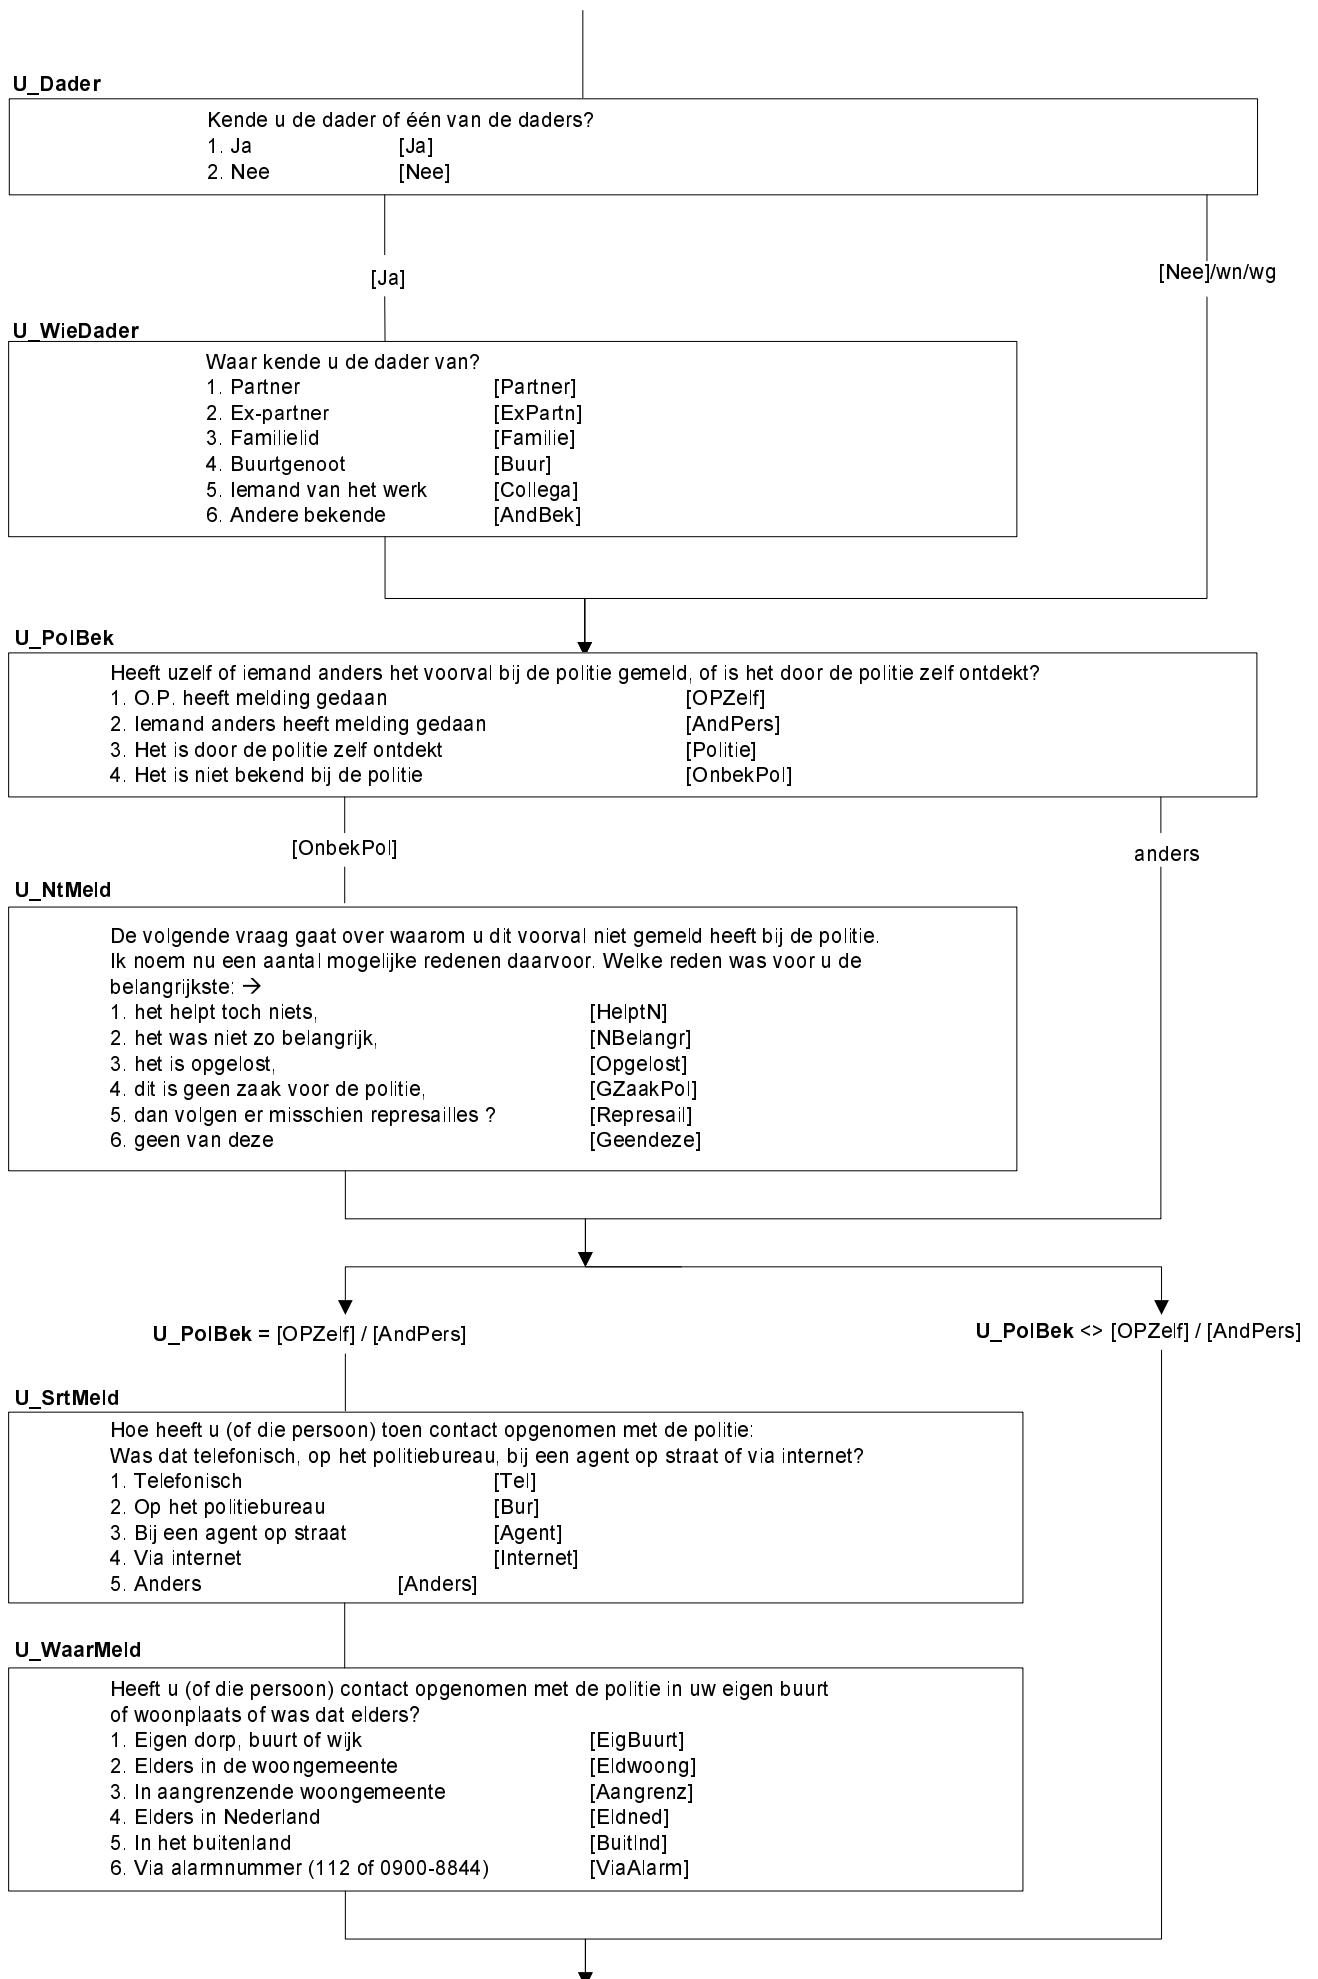 U_Dader
Kende u de dader of één van de daders?
1. Ja [Ja]
2. Nee [Nee]
[Ja]
[Nee]/wn/wg
U_WieDader
Waar kende u de dader van?
1. Partner [Partner]
2. Ex-partner [ExPartn]
3. Familielid [Familie]
4. Buurtgenoot [Buur]
5. Iemand van het werk [Collega]
6. Andere bekende [AndBek]
U_PolBek
Heeft uzelf of iemand anders het voorval bij de politie gemeld, of is het door de politie zelf ontdekt?
1. O.P. heeft melding gedaan [OPZelf]
2. Iemand anders heeft melding gedaan [AndPers]
3. Het is door de politie zelf ontdekt [Politie]
4. Het is niet bekend bij de politie [OnbekPol]
[OnbekPol]
anders
U_NtMeld
De volgende vraag gaat over waarom u dit voorval niet gemeld heeft bij de politie.
Ik noem nu een aantal mogelijke redenen daarvoor. Welke reden was voor u de
belangrijkste: →
1. het helpt toch niets, [HelptN]
2. het was niet zo belangrijk, [NBelangr]
3. het is opgelost, [Opgelost]
4. dit is geen zaak voor de politie, [GZaakPol]
5. dan volgen er misschien represailles ? [Represail]
6. geen van deze [Geendeze]
U_PolBek = [OPZelf] / [AndPers]
U_PolBek <> [OPZelf] / [AndPers]
U_SrtMeld
Hoe heeft u (of die persoon) toen contact opgenomen met de politie:
Was dat telefonisch, op het politiebureau, bij een agent op straat of via internet?
1. Telefonisch [Tel]
2. Op het politiebureau [Bur]
3. Bij een agent op straat [Agent]
4. Via internet [Internet]
5. Anders [Anders]
U_WaarMeld
Heeft u (of die persoon) contact opgenomen met de politie in uw eigen buurt
of woonplaats of was dat elders?
1. Eigen dorp, buurt of wijk [EigBuurt]
2. Elders in de woongemeente [Eldwoong]
3. In aangrenzende woongemeente [Aangrenz]
4. Elders in Nederland [Eldned]
5. In het buitenland [Buitlnd]
6. Via alarmnummer (112 of 0900-8844) [ViaAlarm]